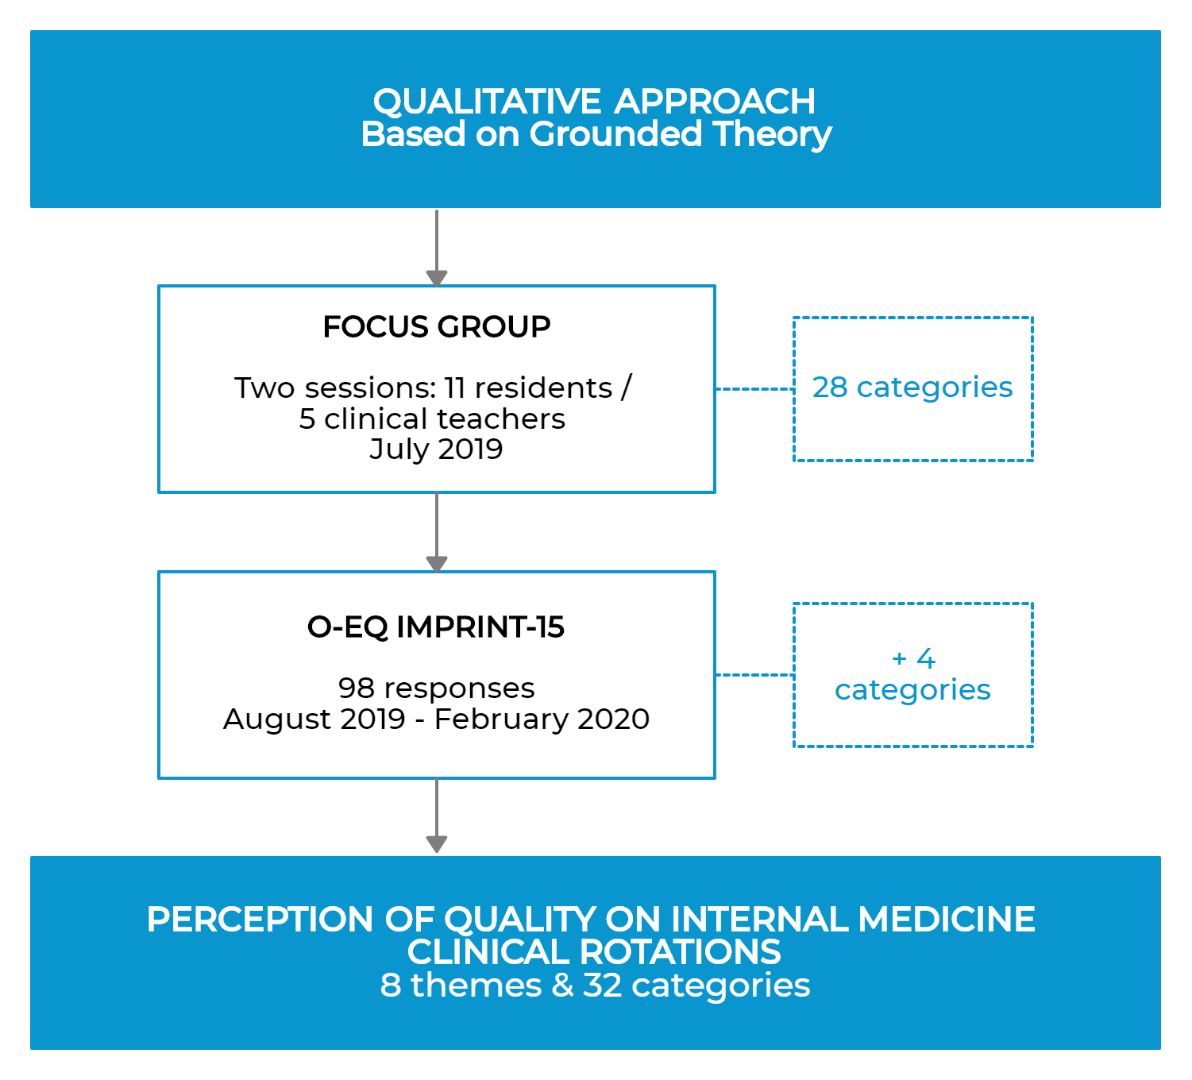 QUALITATIVE APPROACH
Based on Grounded Theory
FOCUS GROUP
Two sessions: 11 residents /
5 clinical teachers
July 2019
28 categories
O-EQ IMPRINT-15
98 responses
August 2019 - February 2020
+ 4
categories
PERCEPTION OF QUALITY ON INTERNAL MEDICINE
CLINICAL ROTATIONS
8 themes & 32 categories